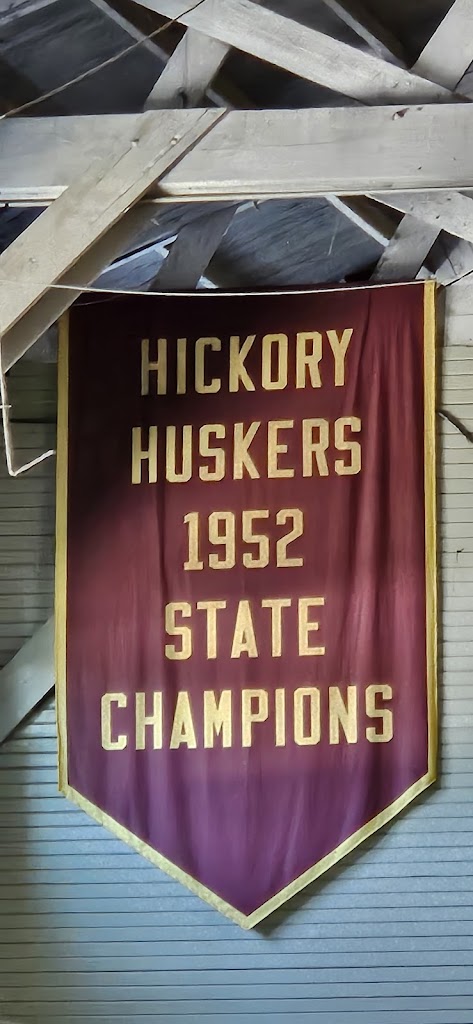 HICKORY
HUSKERS
1952
STATE
CHAMPIONS